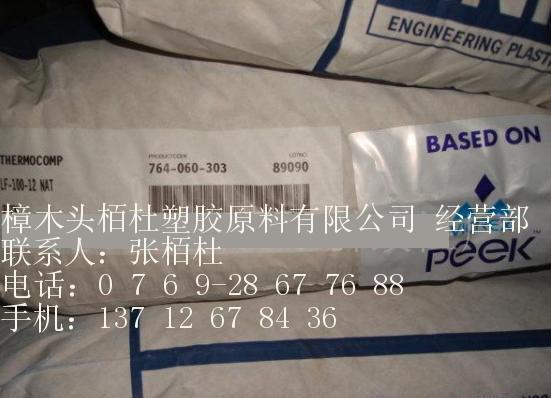 ENGINEERING PLAST
THERMOCOMP
LF-100-12 NAT
PRODUCTCODE
764-060-303
LOTNO
89090
BASED ON
PEEK™
樟木头栢杜塑胶原料有限公司 经营部
联系人：张栢杜
电话：0 7 6 9-28 67 76 88
手机：137 12 67 84 36